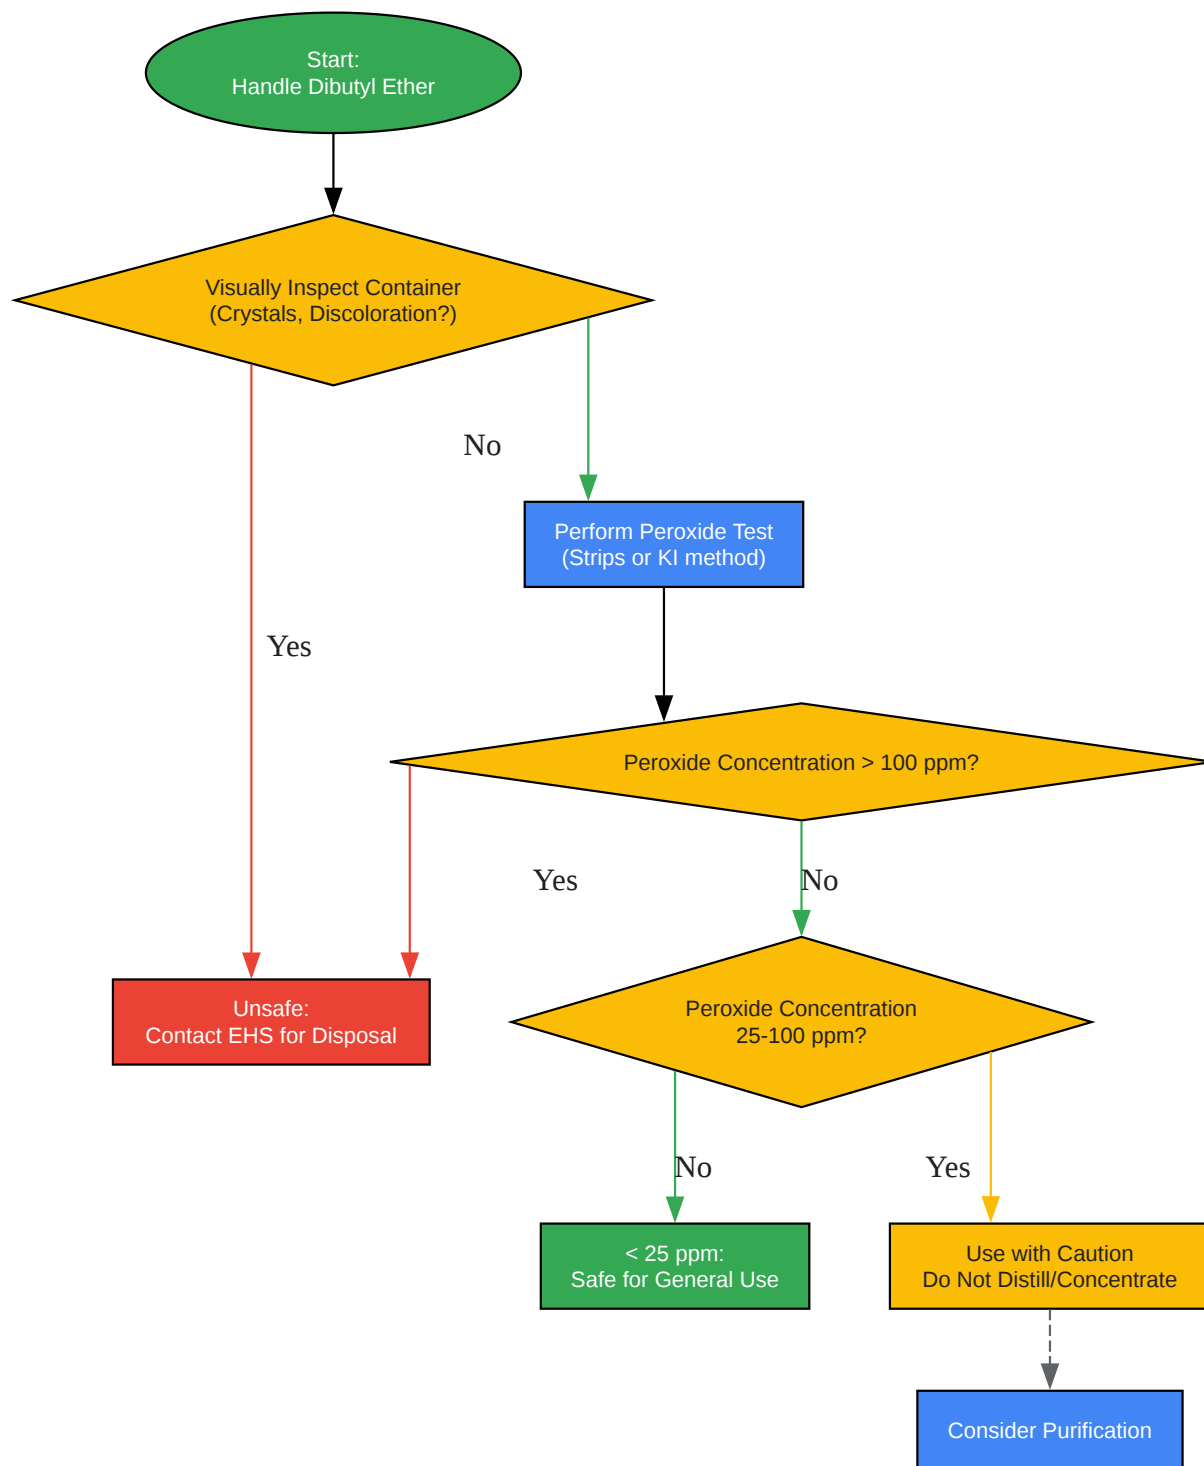 Start:
Handle Dibutyl Ether
Visually Inspect Container
(Crystals, Discoloration?)
No
Perform Peroxide Test
(Strips or KI method)
Yes
Peroxide Concentration > 100 ppm?
Yes
No
Unsafe:
Contact EHS for Disposal
Peroxide Concentration
25-100 ppm?
No
Yes
< 25 ppm:
Safe for General Use
Use with Caution
Do Not Distill/Concentrate
Consider Purification